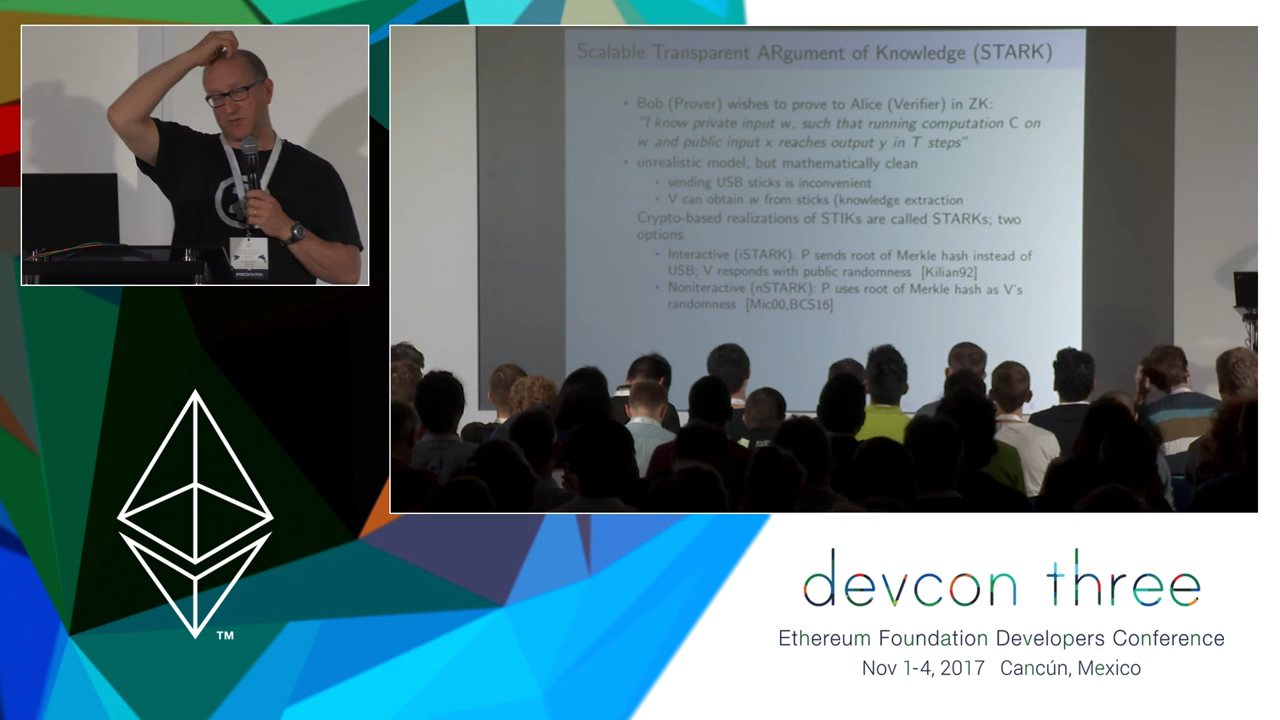 Scalable Transparent ARgument of Knowledge (STARK)
Bob (Prover) wishes to prove to Alice (Verifier) in ZK:
"I know private input w, such that running computation C on
w and public input x reaches output y in T steps"
unrealistic model, but mathematically clean
sending USB sticks is inconvenient
V can obtain w from sticks (knowledge extraction
Crypto-based realizations of STIKs are called STARKs; two
options
Interactive (iSTARK): P sends root of Merkle hash instead of
USB; V responds with public randomness [Kilian92]
Noniteractive (nSTARK): P uses root of Merkle hash as V's
randomness [Mic00,BCS16]
TM
devcon three
Ethereum Foundation Developers Conference
Nov 1-4, 2017 Cancún, Mexico